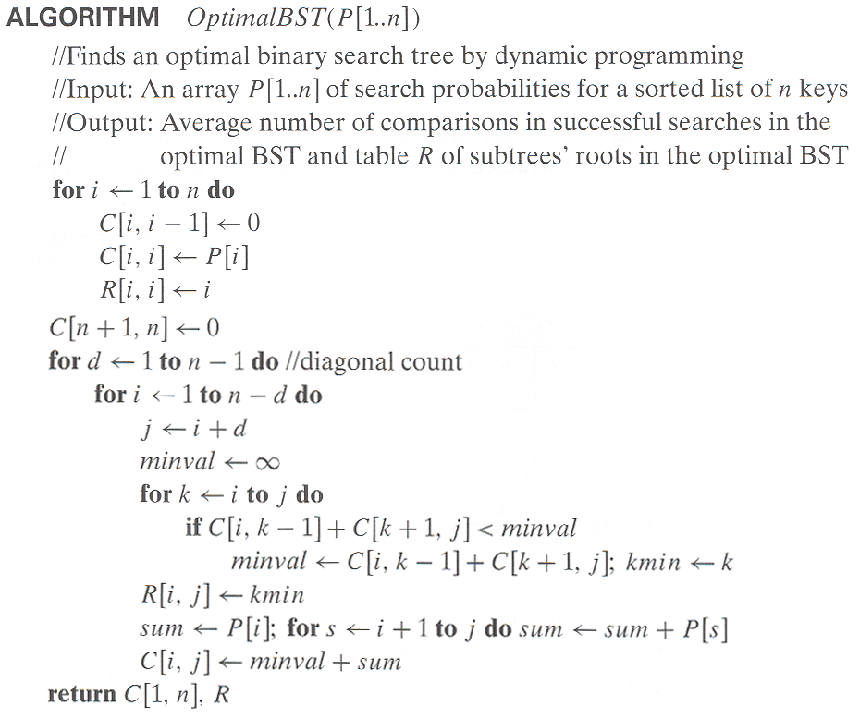 ALGORITHM OptimalBST(P[1..n])
//Finds an optimal binary search tree by dynamic programming
//Input: An array P[1..n] of search probabilities for a sorted list of n keys
//Output: Average number of comparisons in successful searches in the
// optimal BST and table R of subtrees' roots in the optimal BST
for i ← 1 to n do
C[i, i − 1] ← 0
C[i, i] ← P[i]
R[i, i] ← i
C[n + 1, n] ← 0
for d ← 1 to n − 1 do //diagonal count
for i ← 1 to n − d do
j ← i + d
minval ← ∞
for k ← i to j do
if C[i, k − 1] + C[k + 1, j] < minval
minval ← C[i, k − 1] + C[k + 1, j]; kmin ← k
R[i, j] ← kmin
sum ← P[i]; for s ← i + 1 to j do sum ← sum + P[s]
C[i, j] ← minval + sum
return C[1, n], R